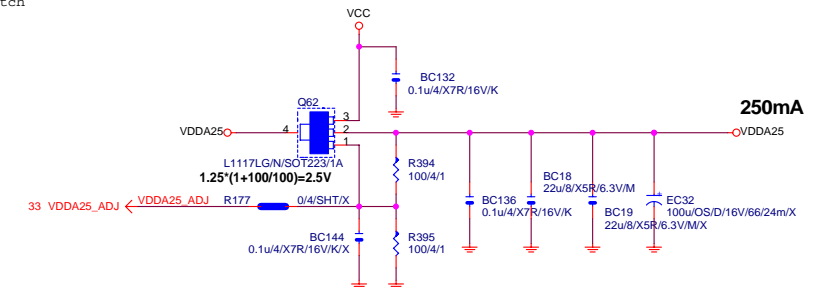 tch
VCC
BC132
0.1u/4/X7R/16V/K
Q62
3
250mA
VDDA25
4
2
VDDA25
1
L1117LG/N/SOT223/1A
1.25*(1+100/100)=2.5V
R394
100/4/1
BC18
22u/8/X5R/6.3V/M
33 VDDA25_ADJ
VDDA25_ADJ
R177
0/4/SHT/X
BC136
0.1u/4/X7R/16V/K
BC19
22u/8/X5R/6.3V/M/X
EC32
100u/OS/D/16V/66/24m/X
BC144
0.1u/4/X7R/16V/K/X
R395
100/4/1